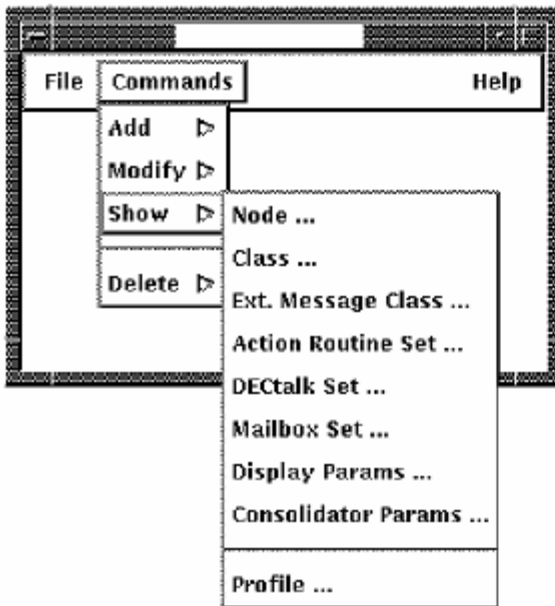 File Commands Help
Add
Modify
Show
Delete
Node ...
Class ...
Ext. Message Class ...
Action Routine Set ...
DECtalk Set ...
Mailbox Set ...
Display Params ...
Consolidator Params ...
Profile ...